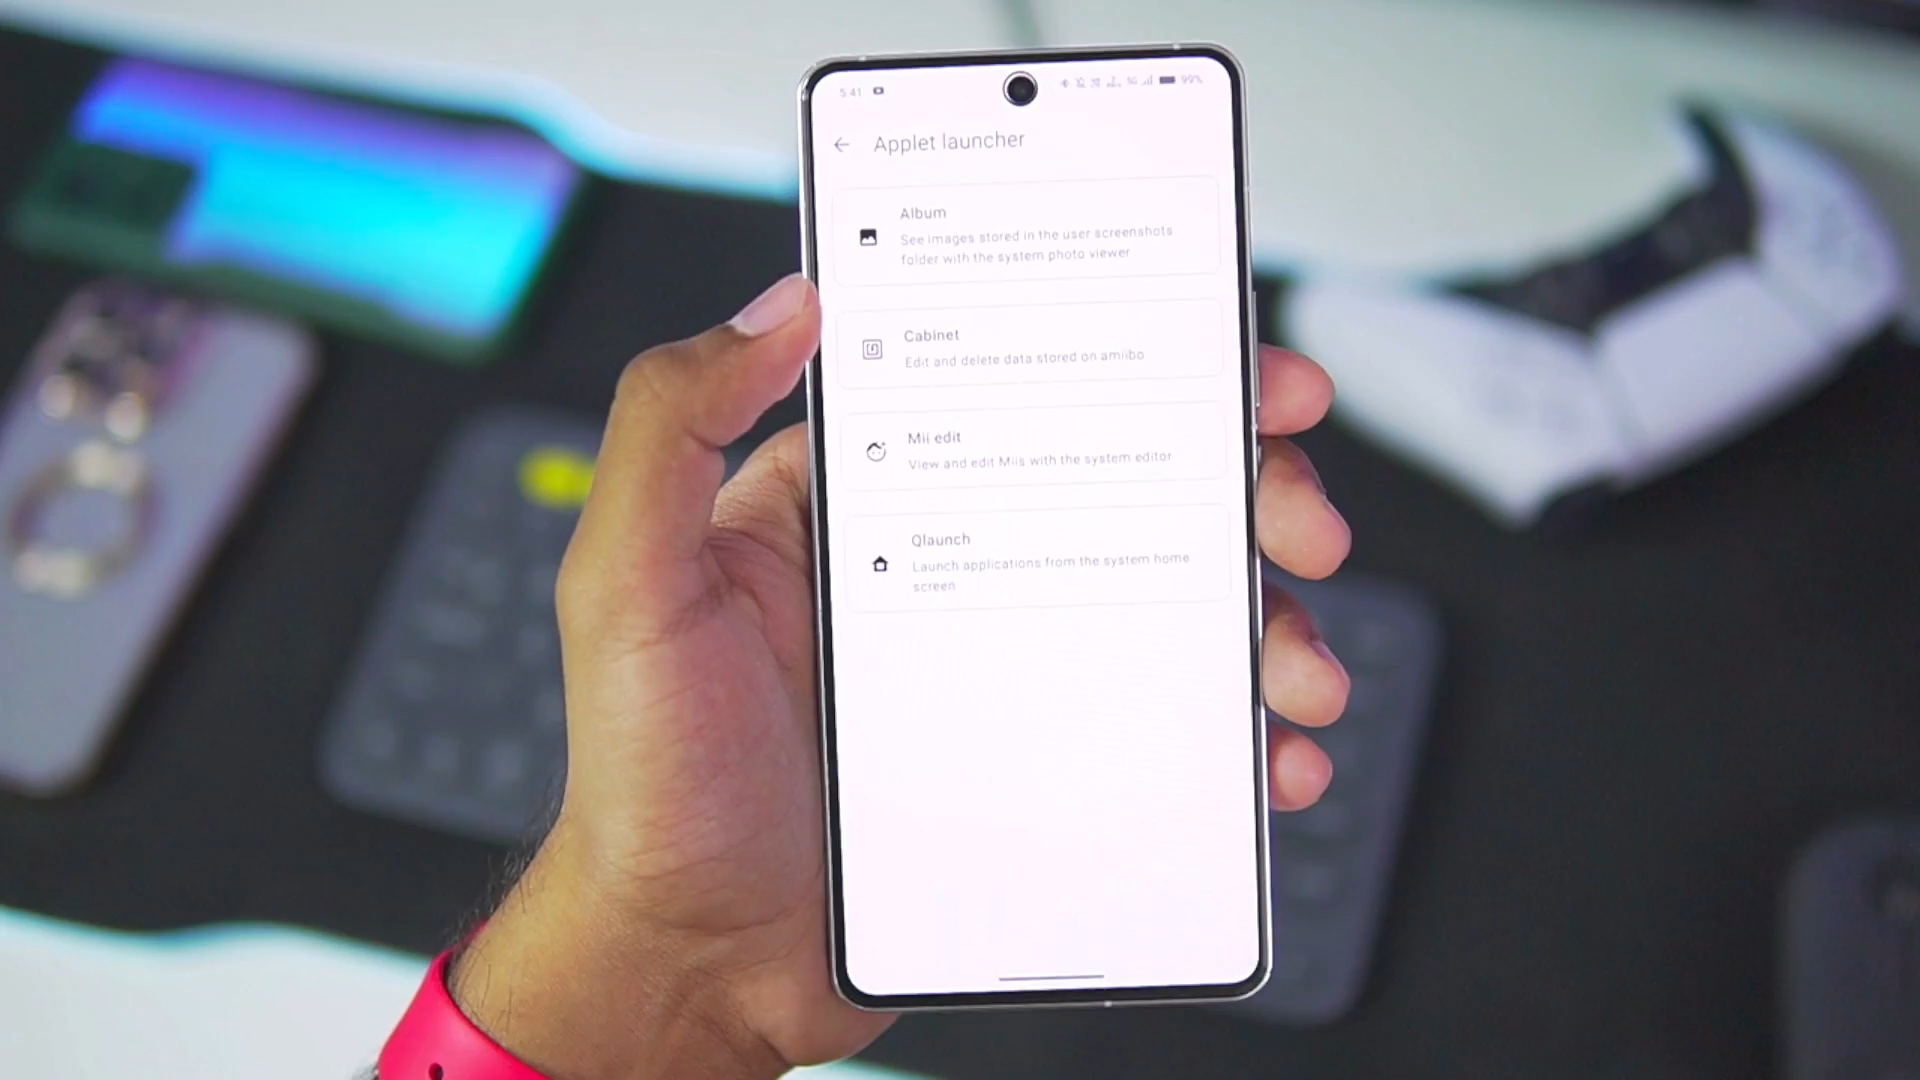 5:41 5G 99%
Applet launcher
Album
See images stored in the user screenshots
folder with the system photo viewer
Cabinet
Edit and delete data stored on amiibo
Mii edit
View and edit Miis with the system editor
Qlaunch
Launch applications from the system home
screen